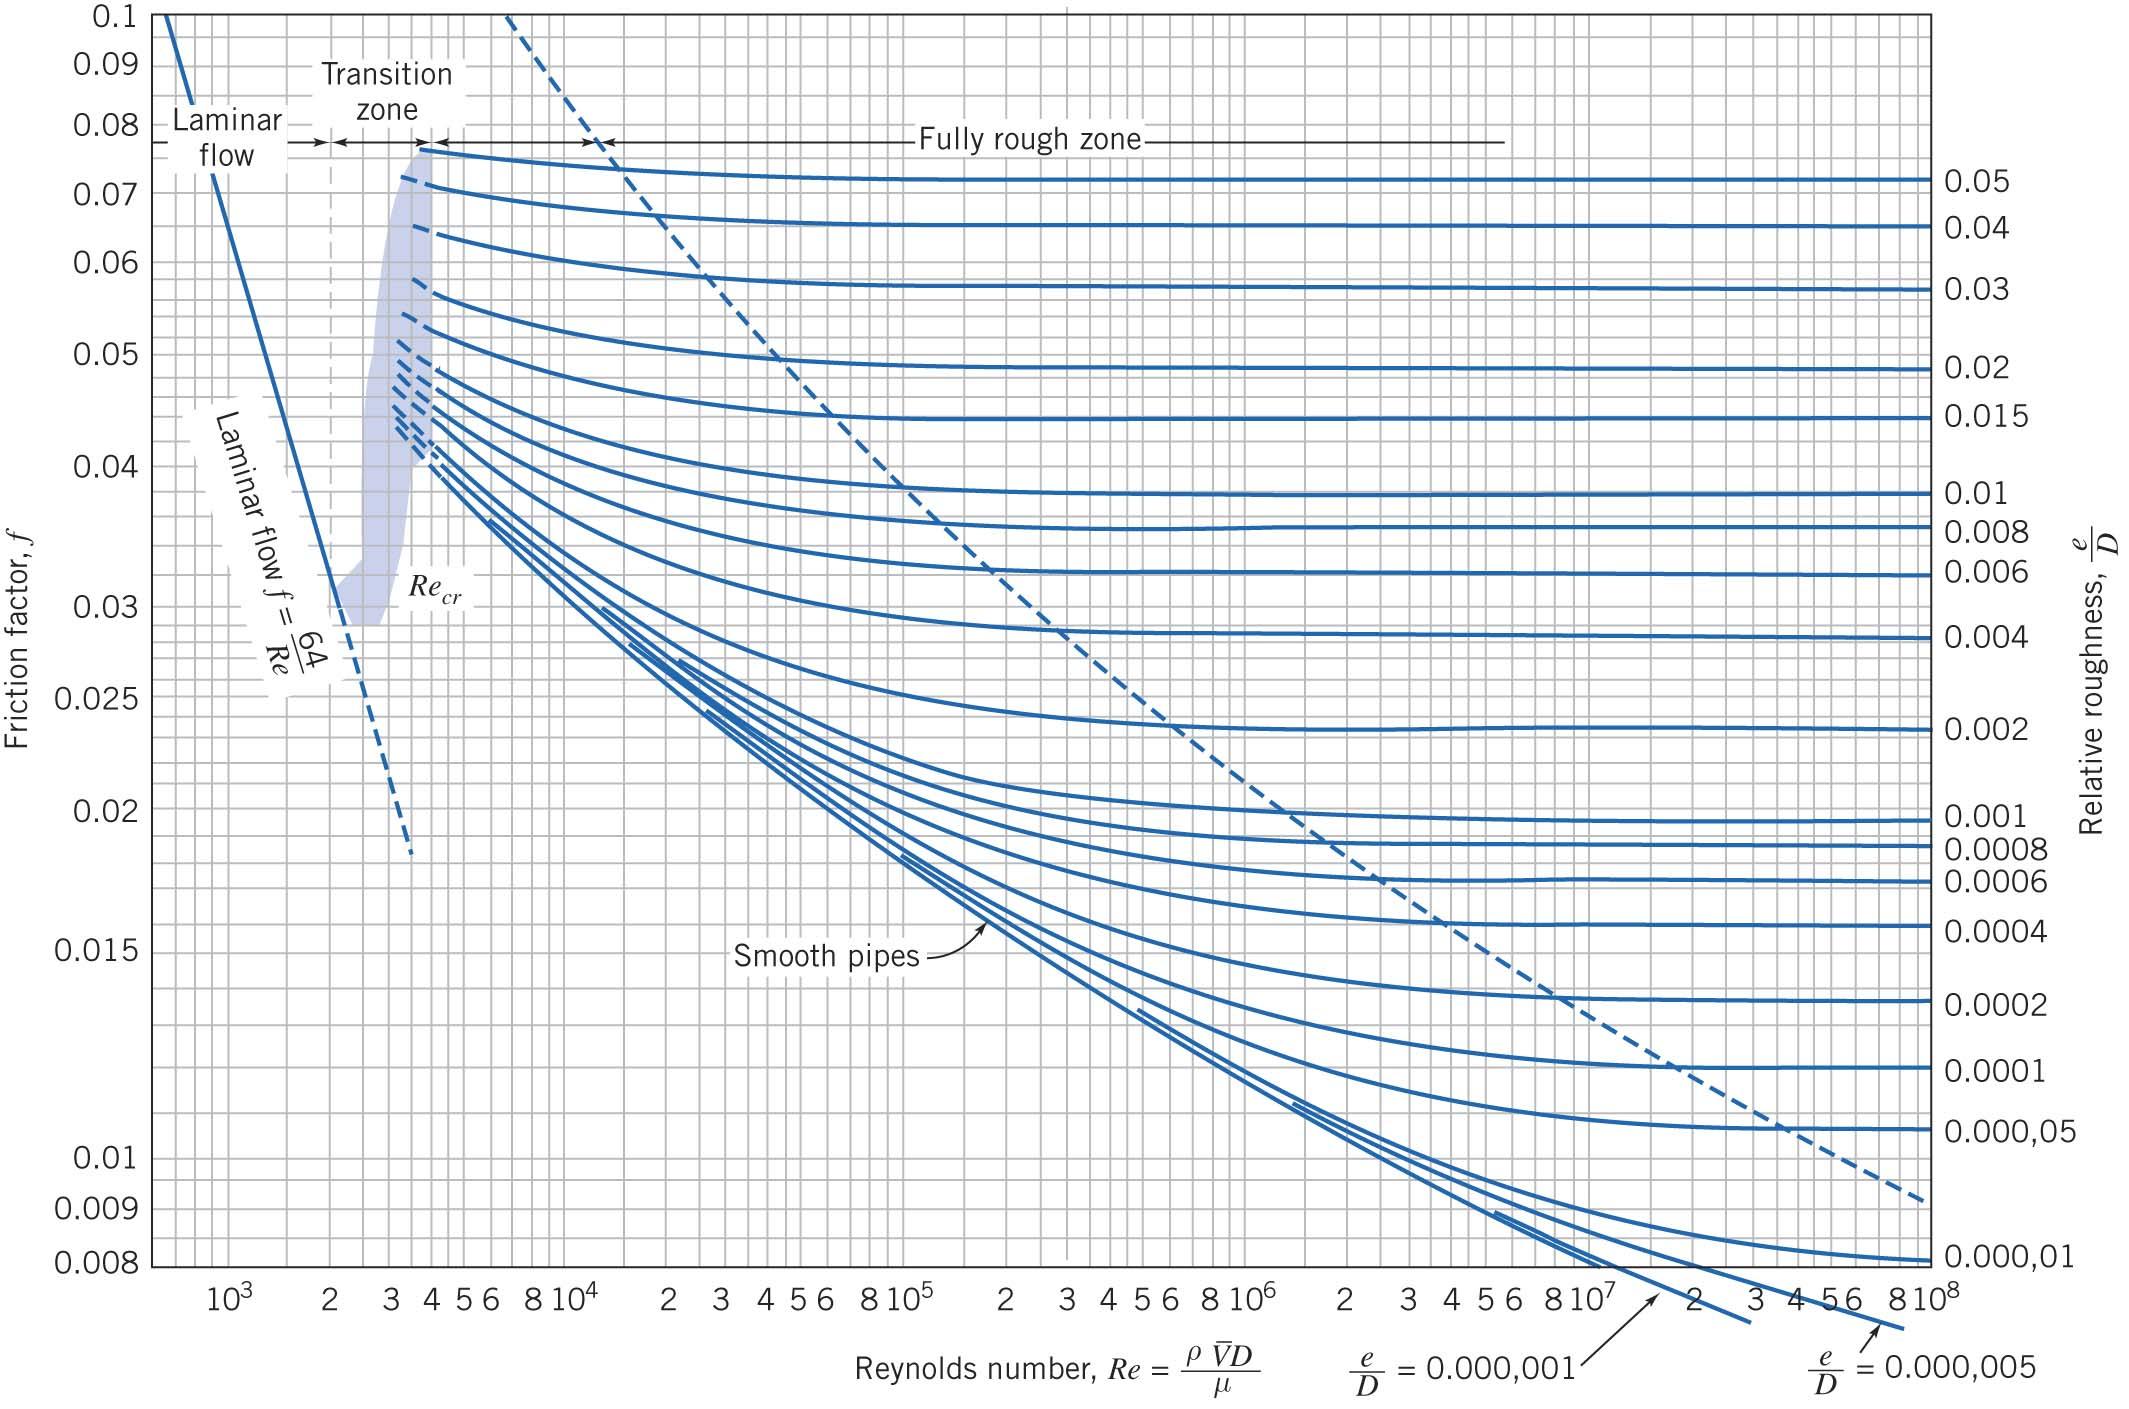 0.1
0.09
0.08
0.07
0.06
0.05
0.04
0.03
0.025
0.02
0.015
0.01
0.009
0.008
Friction factor, f
Laminar
flow
Transition
zone
Fully rough zone
Laminar flow f = 64/Re
Re_cr
Smooth pipes
0.05
0.04
0.03
0.02
0.015
0.01
0.008
0.006
0.004
0.002
0.001
0.0008
0.0006
0.0004
0.0002
0.0001
0.000,05
0.000,01
Relative roughness, e/D
10³ 2 3 4 5 6 8 10⁴ 2 3 4 5 6 8 10⁵ 2 3 4 5 6 8 10⁶ 2 3 4 5 6 8 10⁷ 2 3 4 5 6 8 10⁸
Reynolds number, Re = ρ V̅D/μ
e/D = 0.000,001
e/D = 0.000,005